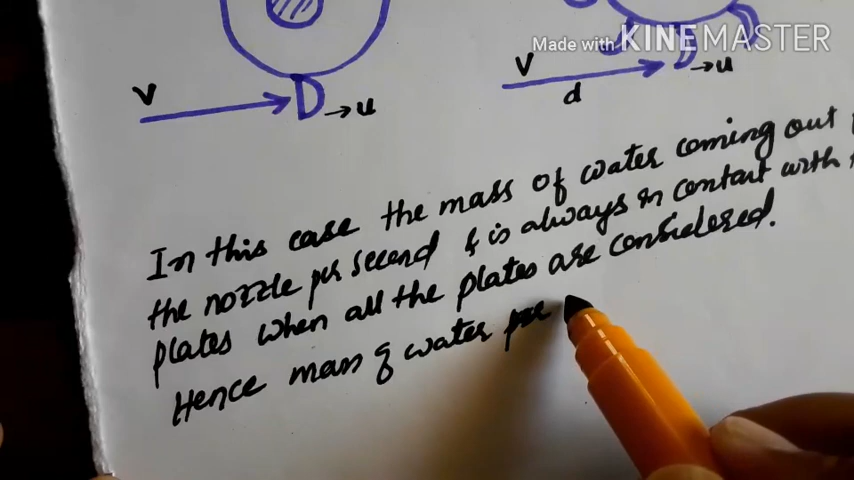 Made with KINEMASTER
V
u
V
d
u
In this case the mass of water coming out
the nozzle per second & is always in contact with
plates when all the plates are considered.
Hence mass of water per